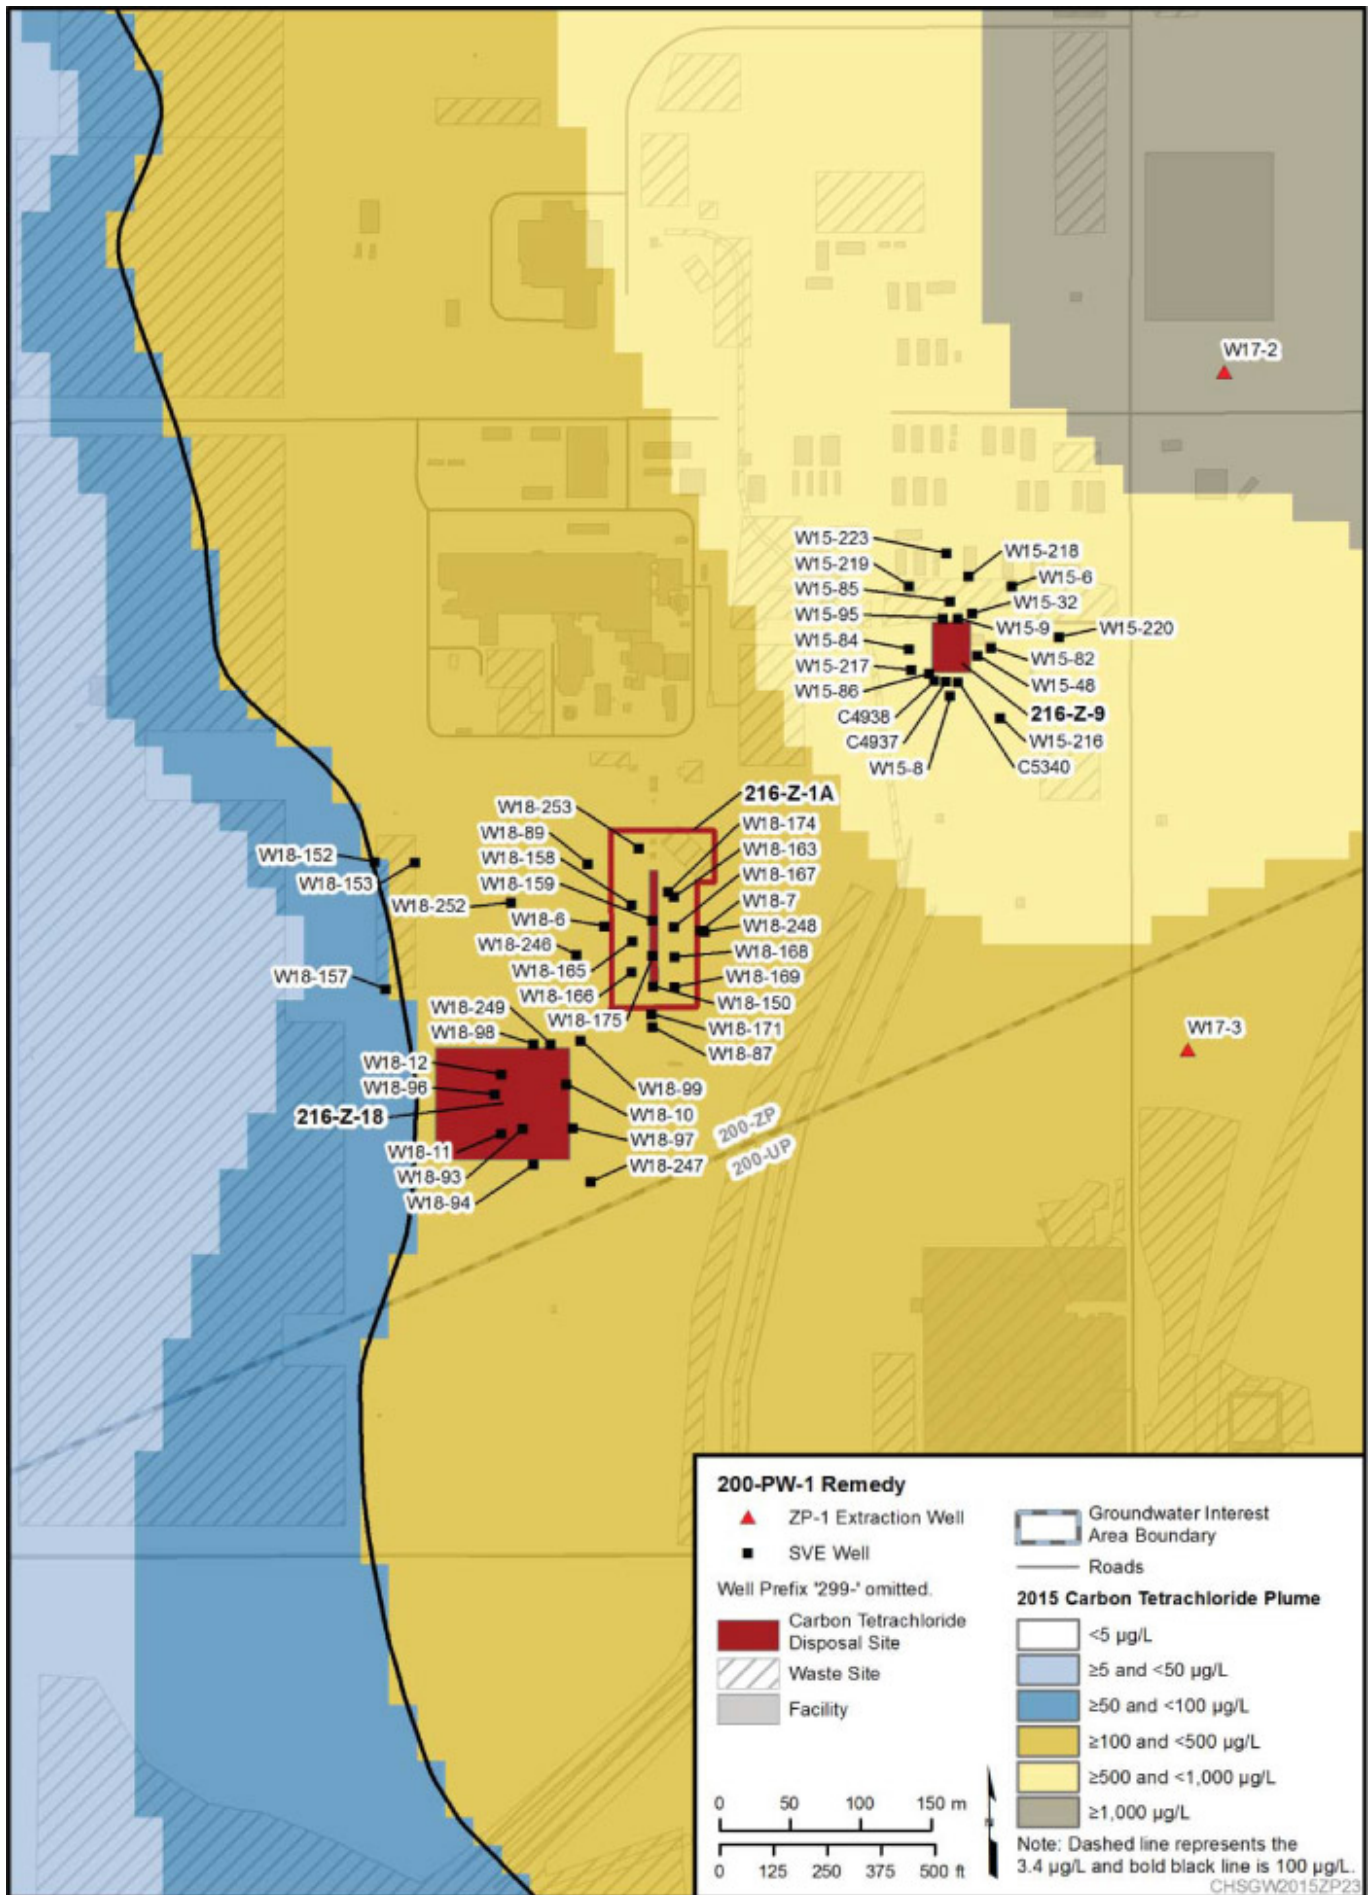 W17-2
W15-223
W15-218
W15-219
W15-6
W15-85
W15-32
W15-95
W15-9
W15-220
W15-84
W15-82
W15-217
W15-48
W15-86
216-Z-9
C4938
W15-216
C4937
W15-8
C5340
216-Z-1A
W18-253
W18-174
W18-89
W18-163
W18-152
W18-158
W18-167
W18-153
W18-159
W18-7
W18-252
W18-6
W18-248
W18-246
W18-168
W18-165
W18-157
W18-169
W18-166
W18-150
W18-249
W18-175
W18-171
W18-98
W17-3
W18-87
W18-12
W18-99
W18-96
W18-10
216-Z-18
200-ZP
W18-97
W18-11
200-UP
W18-247
W18-93
W18-94
200-PW-1 Remedy
ZP-1 Extraction Well
SVE Well
Well Prefix '299-' omitted.
Carbon Tetrachloride
Disposal Site
Waste Site
Facility
0 50 100 150 m
0 125 250 375 500 ft
N
Groundwater Interest
Area Boundary
Roads
2015 Carbon Tetrachloride Plume
<5 µg/L
≥5 and <50 µg/L
≥50 and <100 µg/L
≥100 and <500 µg/L
≥500 and <1,000 µg/L
≥1,000 µg/L
Note: Dashed line represents the
3.4 µg/L and bold black line is 100 µg/L.
CHSGW2015ZP23